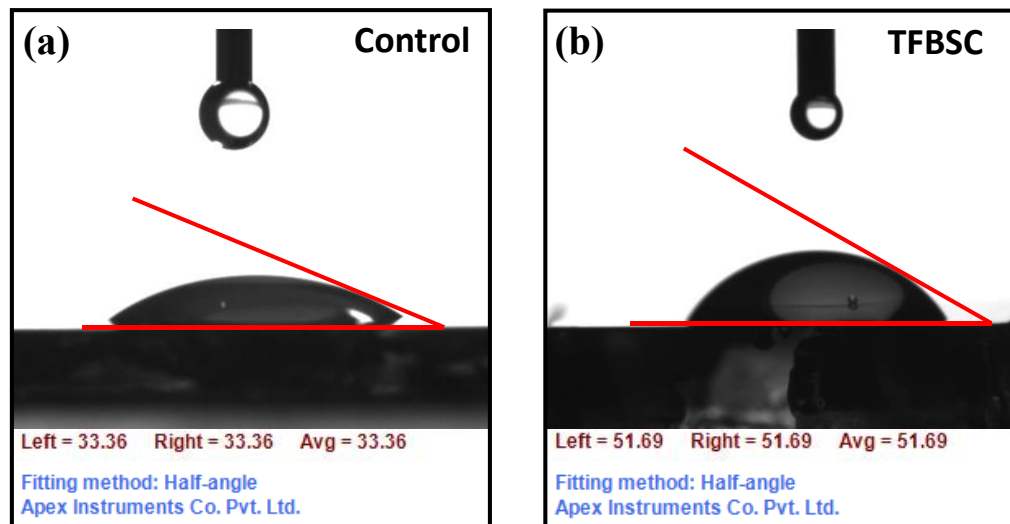 (a) Control
Left = 33.36 Right = 33.36 Avg = 33.36
Fitting method: Half-angle
Apex Instruments Co. Pvt. Ltd.
(b) TFBSC
Left = 51.69 Right = 51.69 Avg = 51.69
Fitting method: Half-angle
Apex Instruments Co. Pvt. Ltd.